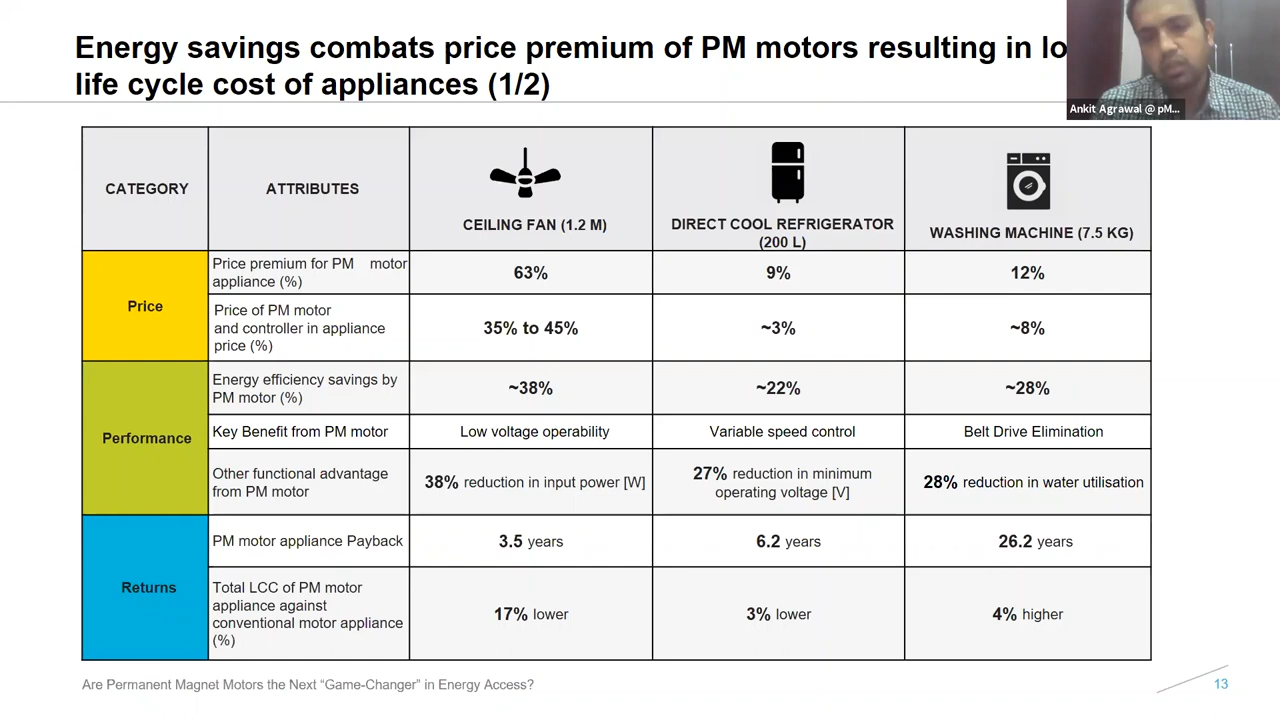 Energy savings combats price premium of PM motors resulting in lo
life cycle cost of appliances (1/2)
Ankit Agrawal @ pM...
CATEGORY
ATTRIBUTES
CEILING FAN (1.2 M)
DIRECT COOL REFRIGERATOR
(200 L)
WASHING MACHINE (7.5 KG)
Price
Price premium for PM motor
appliance (%)
63%
9%
12%
Price of PM motor
and controller in appliance
price (%)
35% to 45%
~3%
~8%
Performance
Energy efficiency savings by
PM motor (%)
~38%
~22%
~28%
Key Benefit from PM motor
Low voltage operability
Variable speed control
Belt Drive Elimination
Other functional advantage
from PM motor
38% reduction in input power [W]
27% reduction in minimum
operating voltage [V]
28% reduction in water utilisation
Returns
PM motor appliance Payback
3.5 years
6.2 years
26.2 years
Total LCC of PM motor
appliance against
conventional motor appliance
(%)
17% lower
3% lower
4% higher
Are Permanent Magnet Motors the Next “Game-Changer” in Energy Access?
13